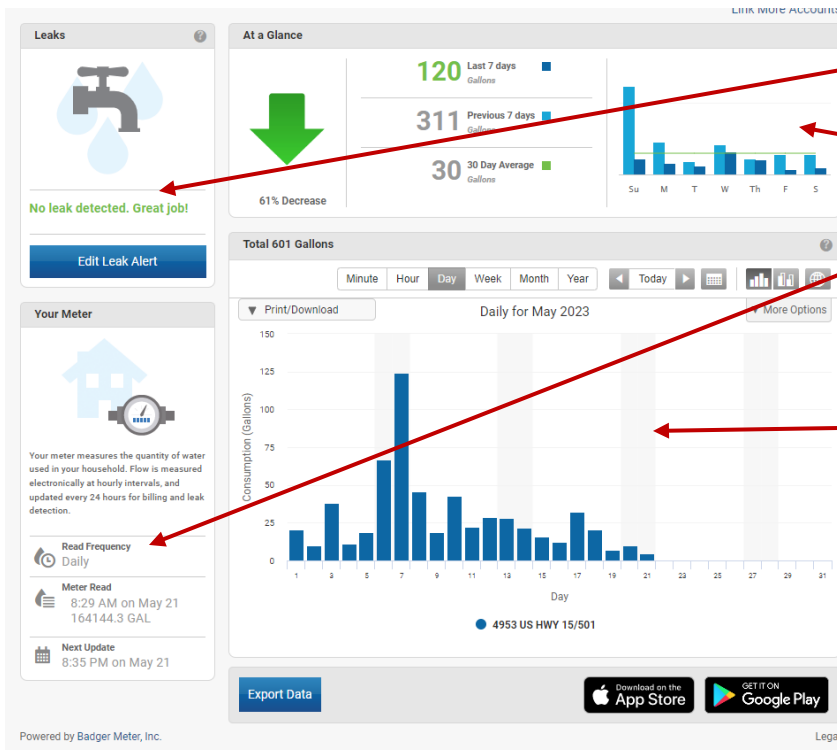 Link More Accounts
Leaks
?
No leak detected. Great job!
Edit Leak Alert
Your Meter
Your meter measures the quantity of water
used in your household. Flow is measured
electronically at hourly intervals, and
updated every 24 hours for billing and leak
detection.
Read Frequency
Daily
Meter Read
8:29 AM on May 21
164144.3 GAL
Next Update
8:35 PM on May 21
At a Glance
61% Decrease
120 Last 7 days
Gallons
311 Previous 7 days
Gallons
30 30 Day Average
Gallons
Su M T W Th F S
Total 601 Gallons
?
Minute Hour Day Week Month Year Today
Print/Download
Daily for May 2023
More Options
Consumption (Gallons)
150
125
100
75
50
25
0
1 3 5 7 9 11 13 15 17 19 21 23 25 27 29 31
Day
4953 US HWY 15/501
Export Data
Download on the
App Store
GET IT ON
Google Play
Powered by Badger Meter, Inc.